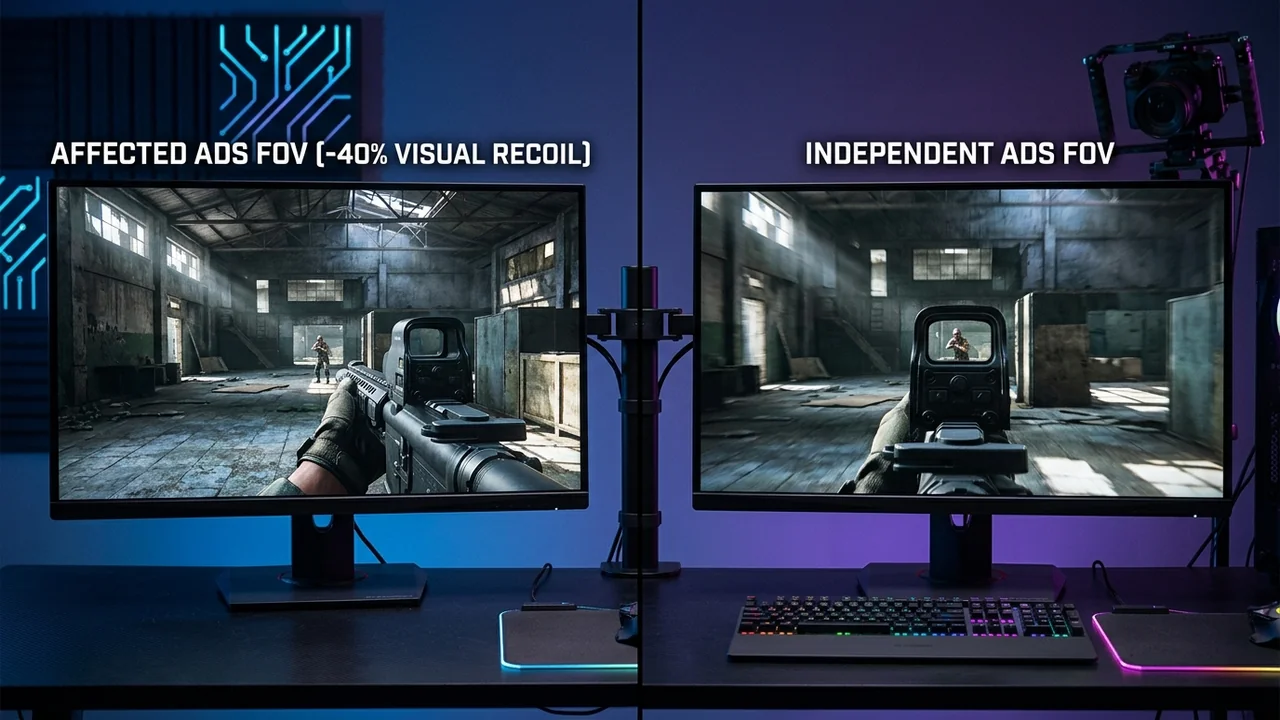 AFFECTED ADS FOV (-40% VISUAL RECOIL)
INDEPENDENT ADS FOV